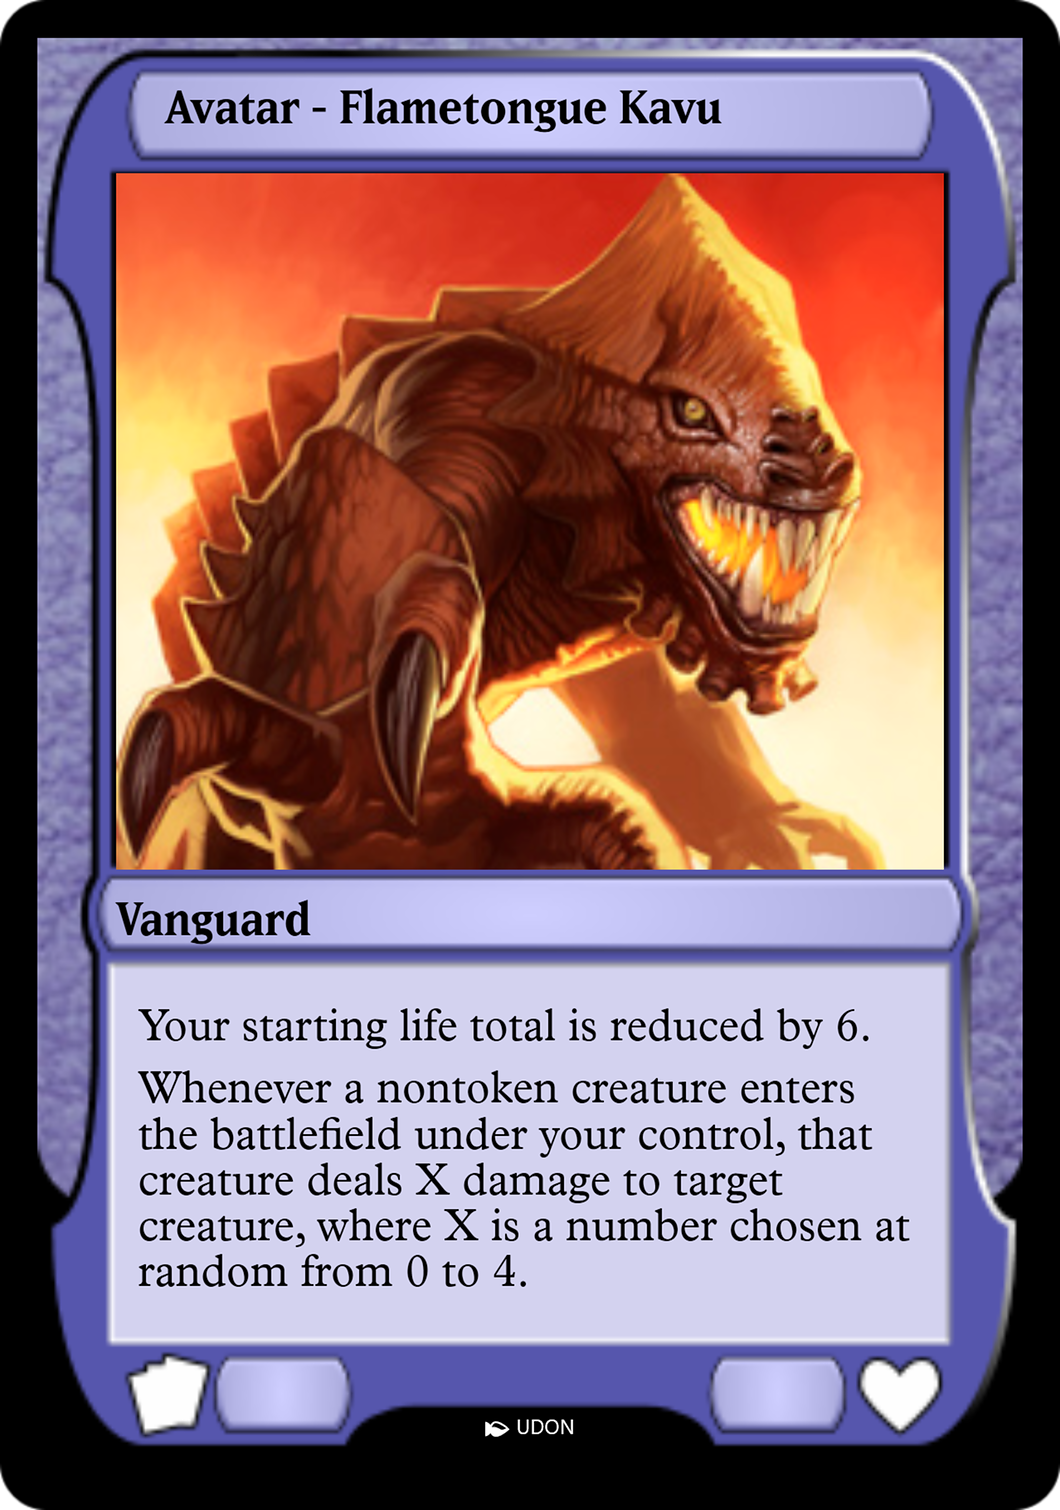 Avatar - Flametongue Kavu
Vanguard
Your starting life total is reduced by 6.
Whenever a nontoken creature enters
the battlefield under your control, that
creature deals X damage to target
creature, where X is a number chosen at
random from 0 to 4.
UDON